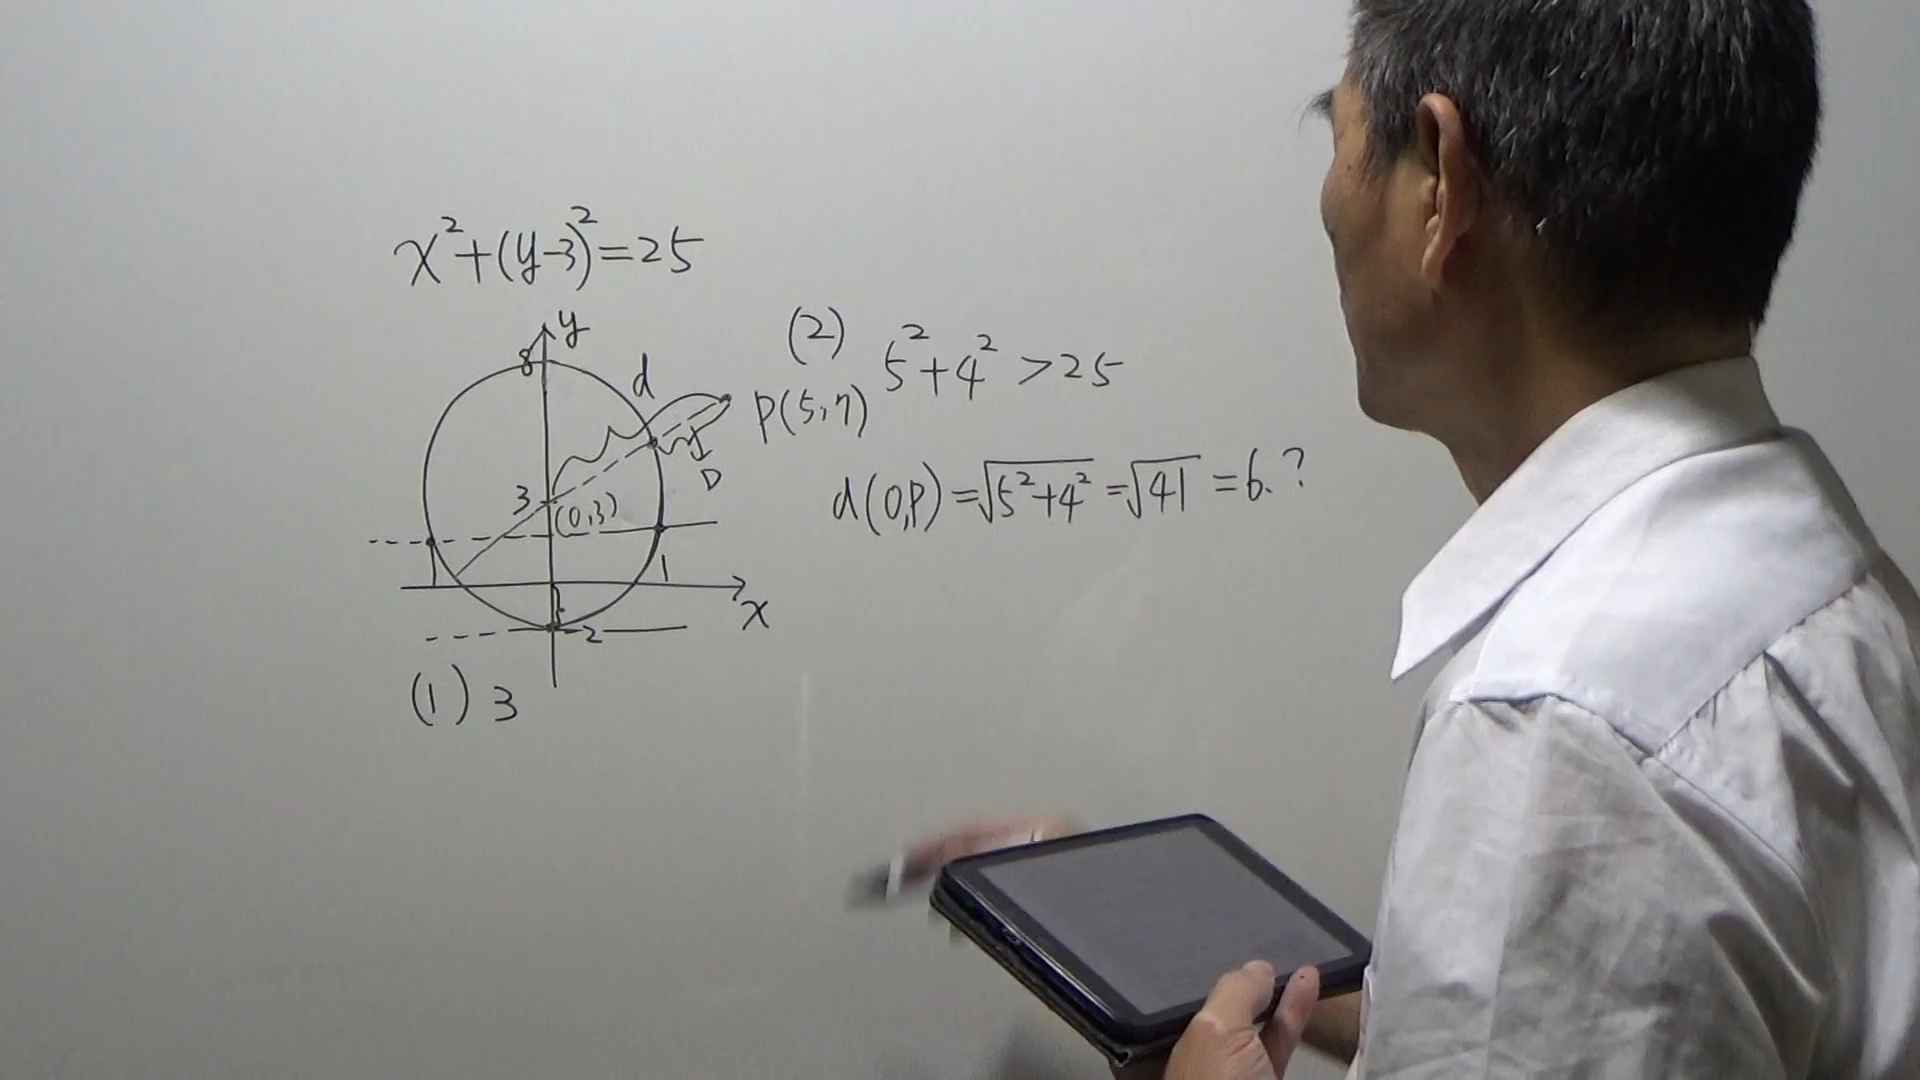 x²+(y-3)²=25
y
8
d
(2) 5²+4² >25
P(5,7)
D
d(O,P) =√5²+4² =√41 =6.?
3
(0,3)
1
1
x
-2
(1) 3